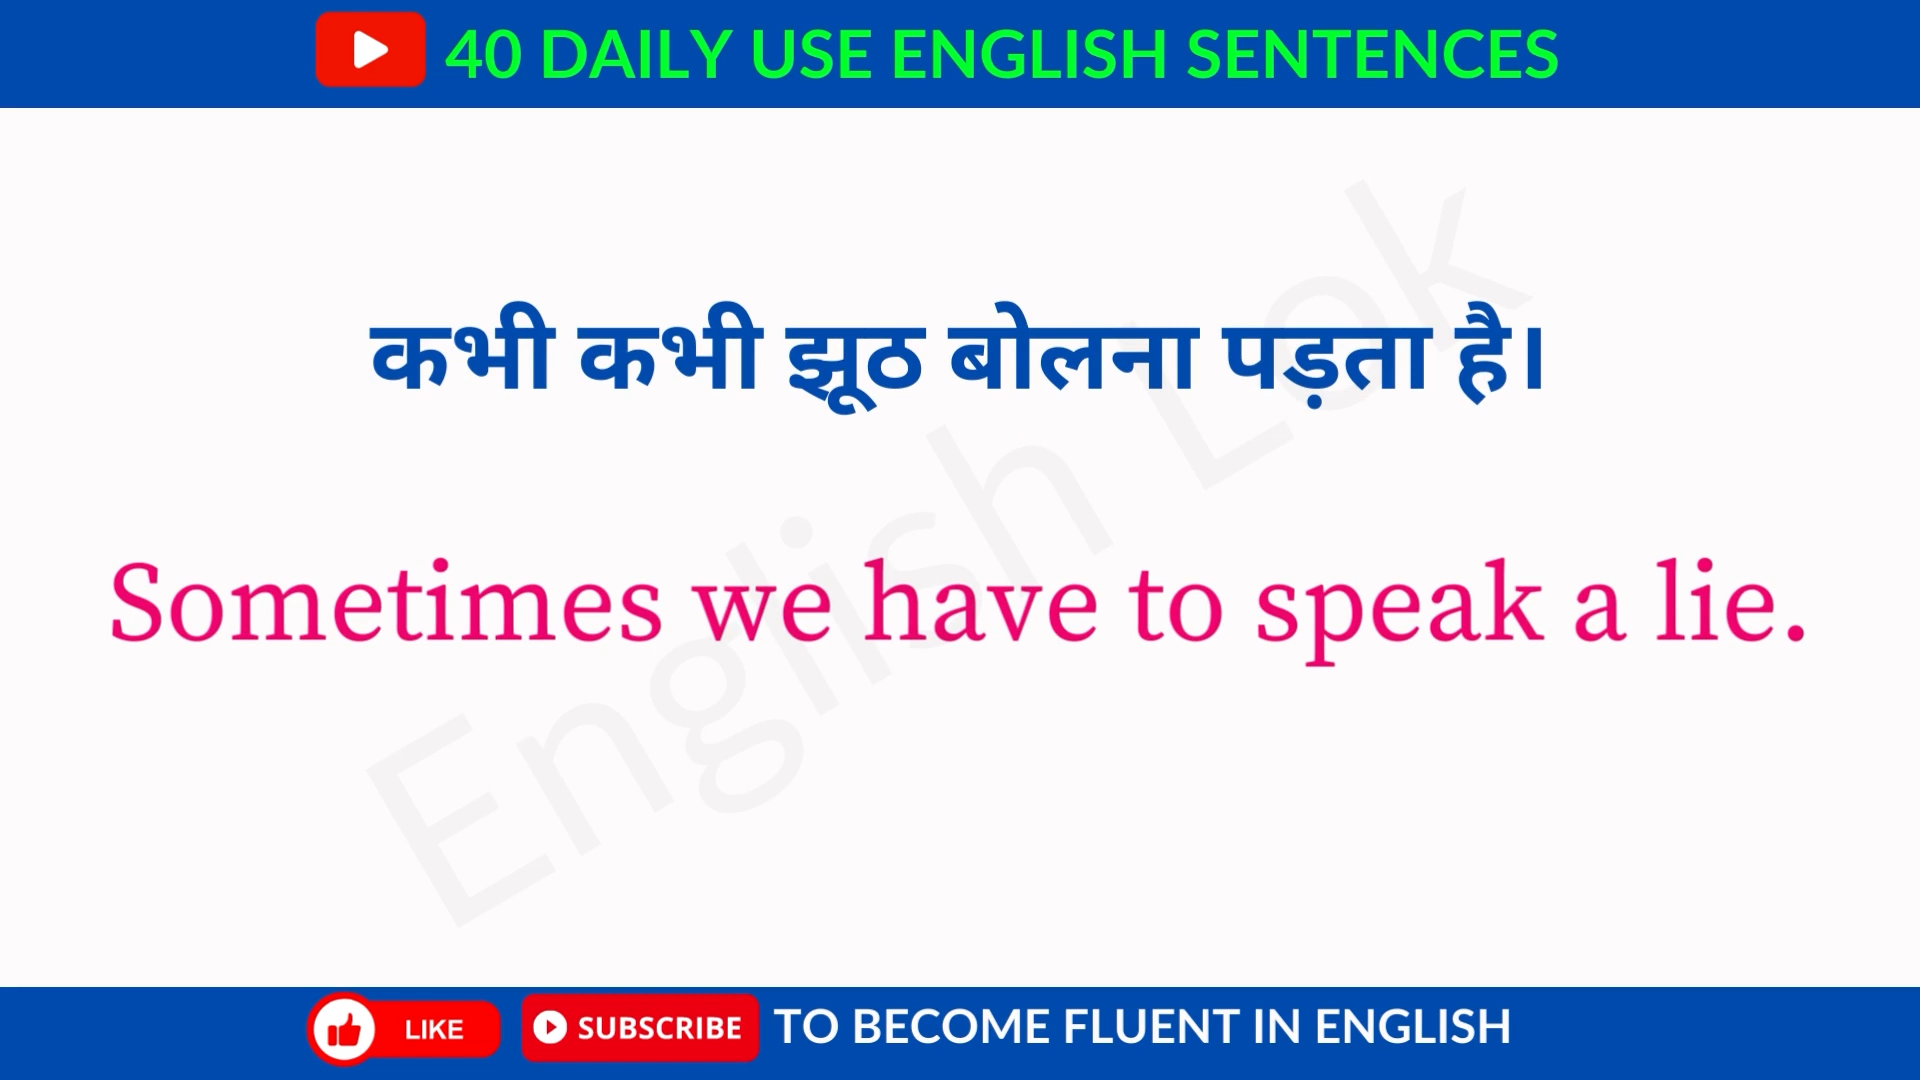 40 DAILY USE ENGLISH SENTENCES
कभी कभी झूठ बोलना पड़ता है।
Sometimes we have to speak a lie.
English Lok
LIKE SUBSCRIBE TO BECOME FLUENT IN ENGLISH